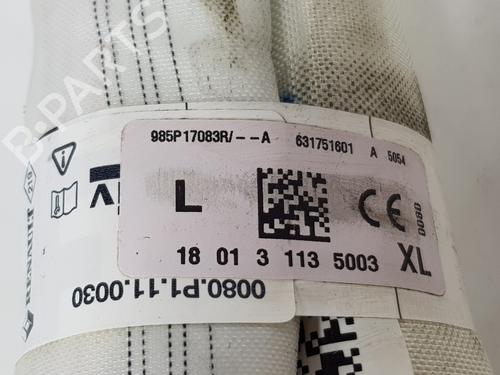 B-PARTS
985P17083R/--A 631751601 A 5054
L
CE
0080
18 01 3 113 5003 XL
RENAULT
0080.P1.11.0030